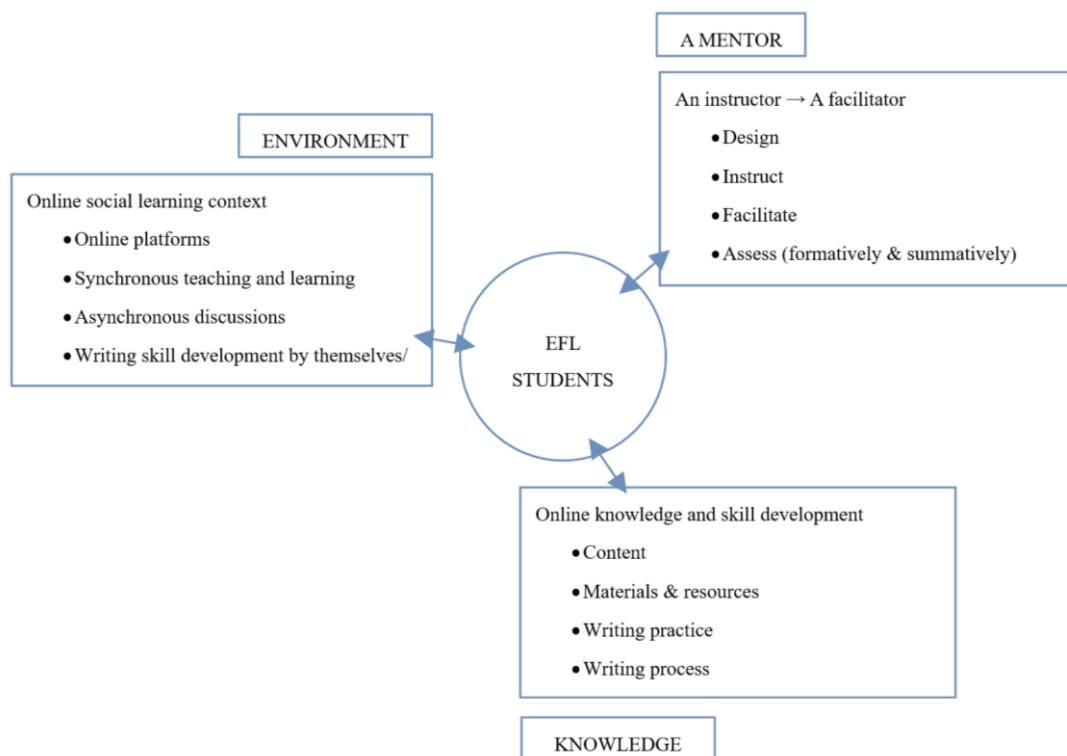 A MENTOR
An instructor → A facilitator
• Design
• Instruct
• Facilitate
• Assess (formatively & summatively)
ENVIRONMENT
Online social learning context
• Online platforms
• Synchronous teaching and learning
• Asynchronous discussions
• Writing skill development by themselves/
EFL
STUDENTS
Online knowledge and skill development
• Content
• Materials & resources
• Writing practice
• Writing process
KNOWLEDGE